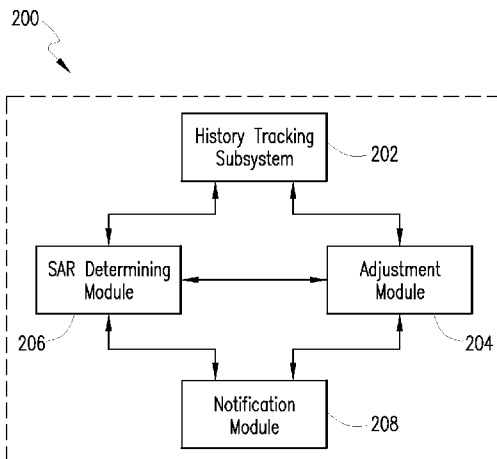 200
History Tracking
Subsystem
202
SAR Determining
Module
206
Adjustment
Module
204
Notification
Module
208